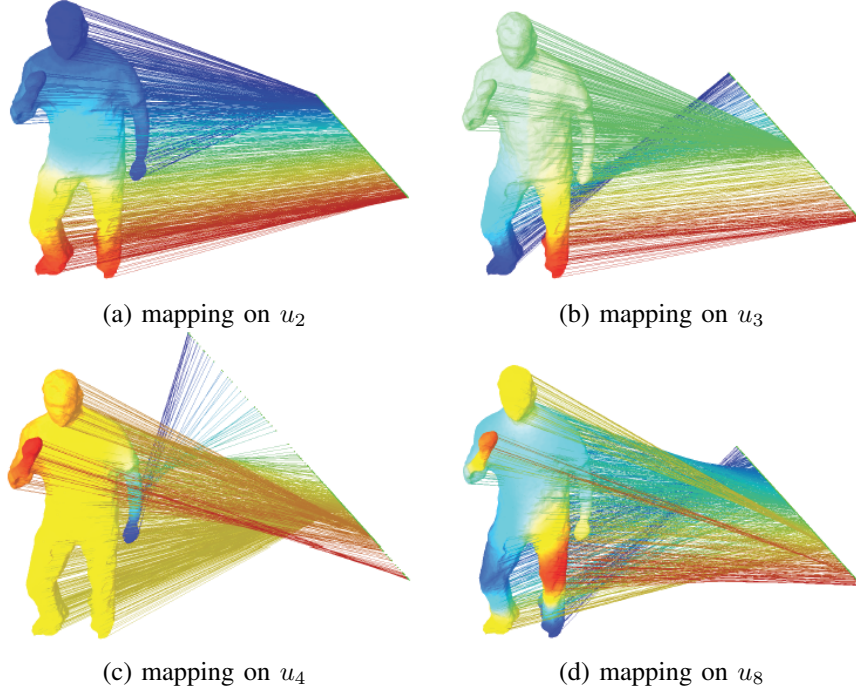 (a) mapping on u₂
(b) mapping on u₃
(c) mapping on u₄
(d) mapping on u₈